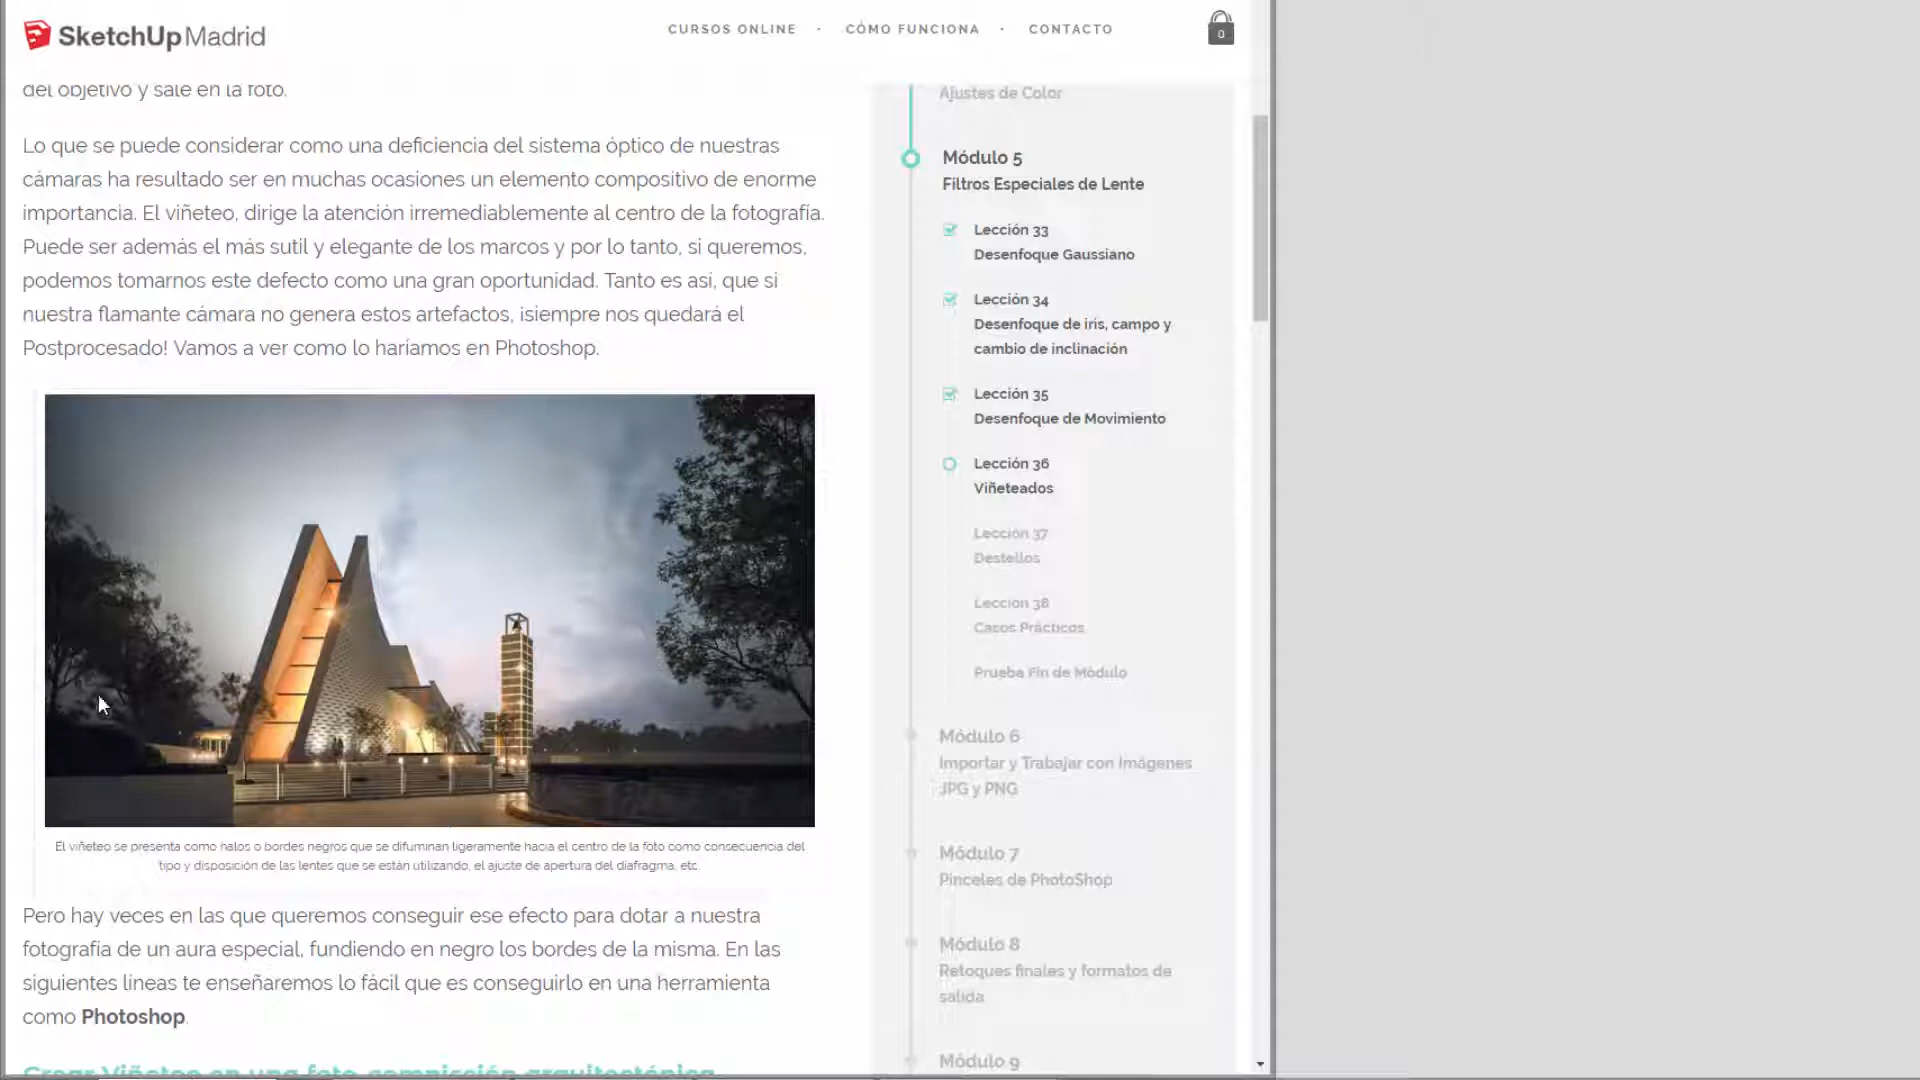 SketchUp Madrid
CURSOS ONLINE · CÓMO FUNCIONA · CONTACTO
0
del objetivo y sale en la foto.
Lo que se puede considerar como una deficiencia del sistema óptico de nuestras
cámaras ha resultado ser en muchas ocasiones un elemento compositivo de enorme
importancia. El viñeteo, dirige la atención irremediablemente al centro de la fotografía.
Puede ser además el más sutil y elegante de los marcos y por lo tanto, si queremos,
podemos tomarnos este defecto como una gran oportunidad. Tanto es así, que si
nuestra flamante cámara no genera estos artefactos, ¡siempre nos quedará el
Postprocesado! Vamos a ver como lo haríamos en Photoshop.
El viñeteo se presenta como halos o bordes negros que se difuminan ligeramente hacia el centro de la foto como consecuencia del
tipo y disposición de las lentes que se están utilizando, el ajuste de apertura del diafragma, etc.
Pero hay veces en las que queremos conseguir ese efecto para dotar a nuestra
fotografía de un aura especial, fundiendo en negro los bordes de la misma. En las
siguientes líneas te enseñaremos lo fácil que es conseguirlo en una herramienta
como Photoshop.
Crear Viñeteo en una foto composición arquitectónica
Ajustes de Color
Módulo 5
Filtros Especiales de Lente
Lección 33
Desenfoque Gaussiano
Lección 34
Desenfoque de iris, campo y
cambio de inclinación
Lección 35
Desenfoque de Movimiento
Lección 36
Viñeteados
Lección 37
Destellos
Lección 38
Casos Prácticos
Prueba Fin de Módulo
Módulo 6
Importar y Trabajar con Imágenes
JPG y PNG
Módulo 7
Pinceles de PhotoShop
Módulo 8
Retoques finales y formatos de
salida
Módulo 9